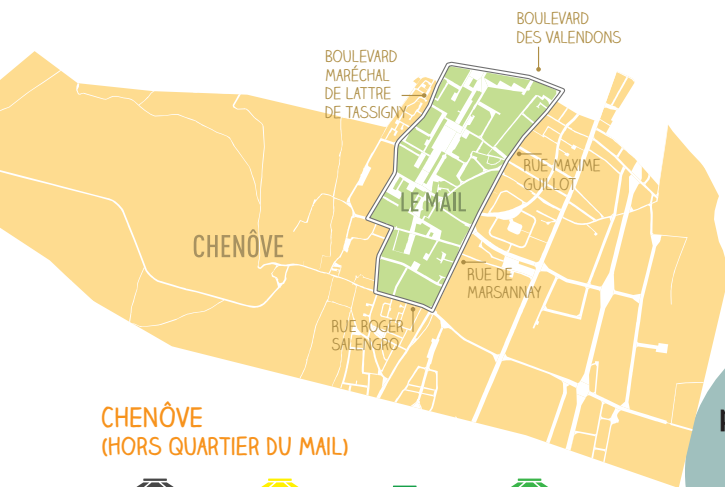 BOULEVARD
DES VALENDONS
BOULEVARD
MARÉCHAL
DE LATTRE
DE TASSIGNY
RUE MAXIME
GUILLOT
LE MAIL
CHENÔVE
RUE DE
MARSANNAY
RUE ROGER
SALENGRO
CHENÔVE
(HORS QUARTIER DU MAIL)